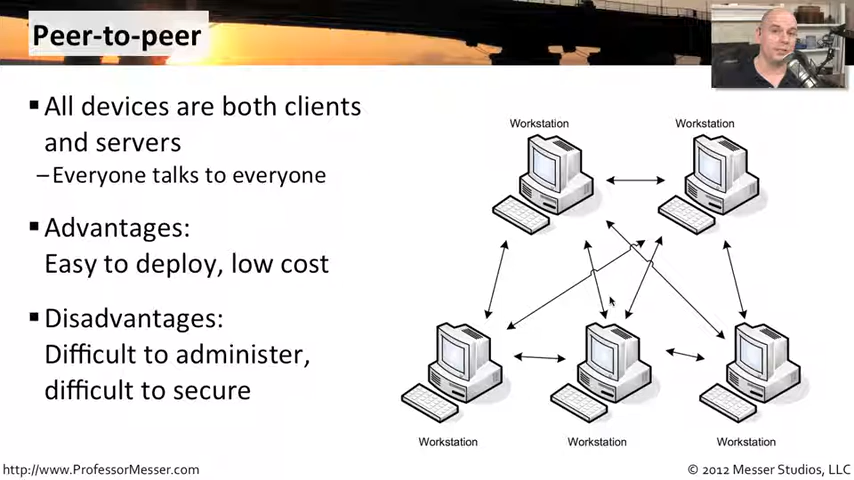 Peer-to-peer
▪All devices are both clients
and servers
–Everyone talks to everyone
▪Advantages:
Easy to deploy, low cost
▪Disadvantages:
Difficult to administer,
difficult to secure
Workstation
Workstation
Workstation
Workstation
Workstation
http://www.ProfessorMesser.com
© 2012 Messer Studios, LLC